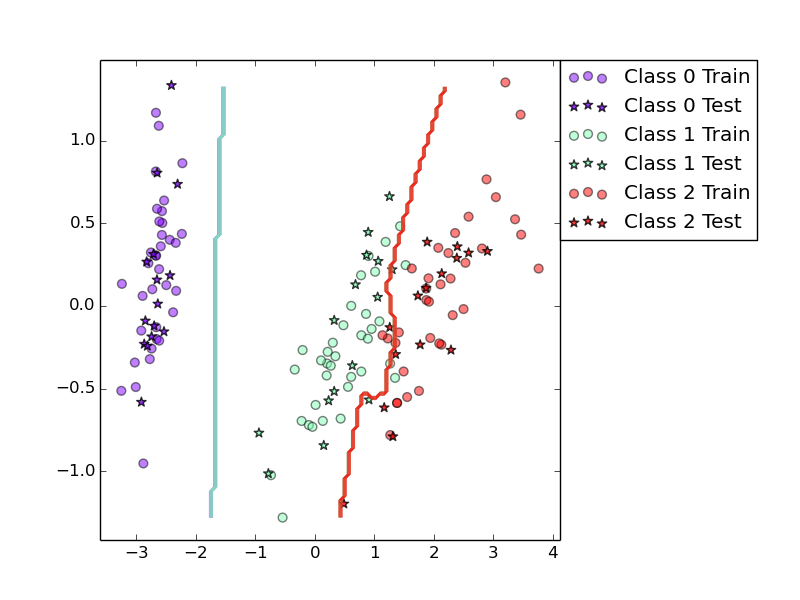 Class 0 Train
Class 0 Test
Class 1 Train
Class 1 Test
Class 2 Train
Class 2 Test
1.0
0.5
0.0
−0.5
−1.0
−3 −2 −1 0 1 2 3 4